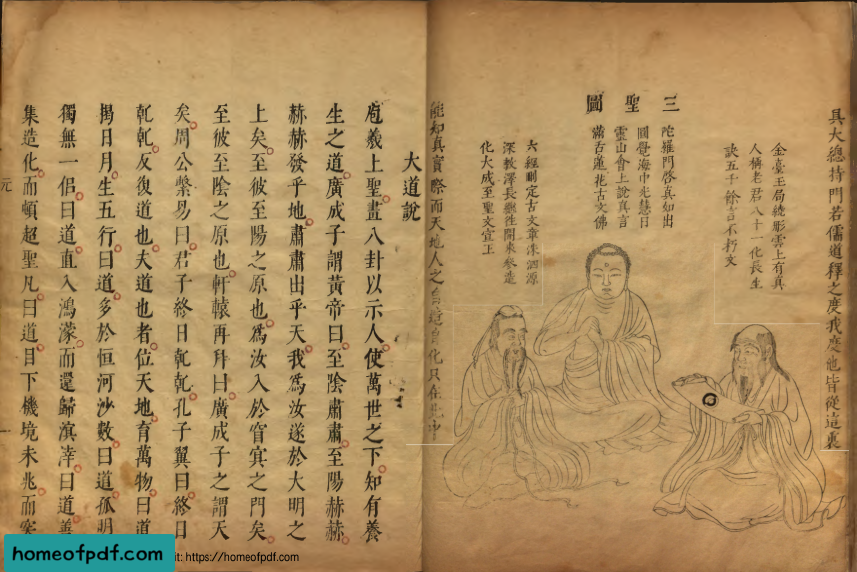 具大總持門若儒道釋之度我度他皆從這裏
三聖圖
金臺玉局繞彤雲上有真
人稱老君八十一化長生
訣五千餘言不朽文
陀羅門啓真如出
圓覺海中光慧日
靈山會上說真言
滿舌蓮花古文佛
六經刪定古文章洙泗源
深教澤長繼往開來參造
化大成至聖文宣王
能知真實際而天地人之自造自化只在此中
大道說
庖羲上聖畫八卦以示人使萬世之下知有養
生之道廣成子謂黃帝曰至陰肅肅至陽赫赫
赫赫發乎地肅肅出乎天我爲汝遂於大明之
上矣至彼至陽之原也爲汝入於窅冥之門矣
至彼至陰之原也軒轅再拜曰廣成子之謂天
矣周公繫易曰君子終日乾乾孔子翼曰終日
乾乾反復道也夫道也者位天地育萬物曰道
揭日月生五行曰道多於恒河沙數曰道孤明
獨無一侶曰道直入鴻濛而還歸溟涬曰道善
集造化而頓超聖凡曰道目下機境未兆而突
元
homeofpdf.com
it: https://homeofpdf.com